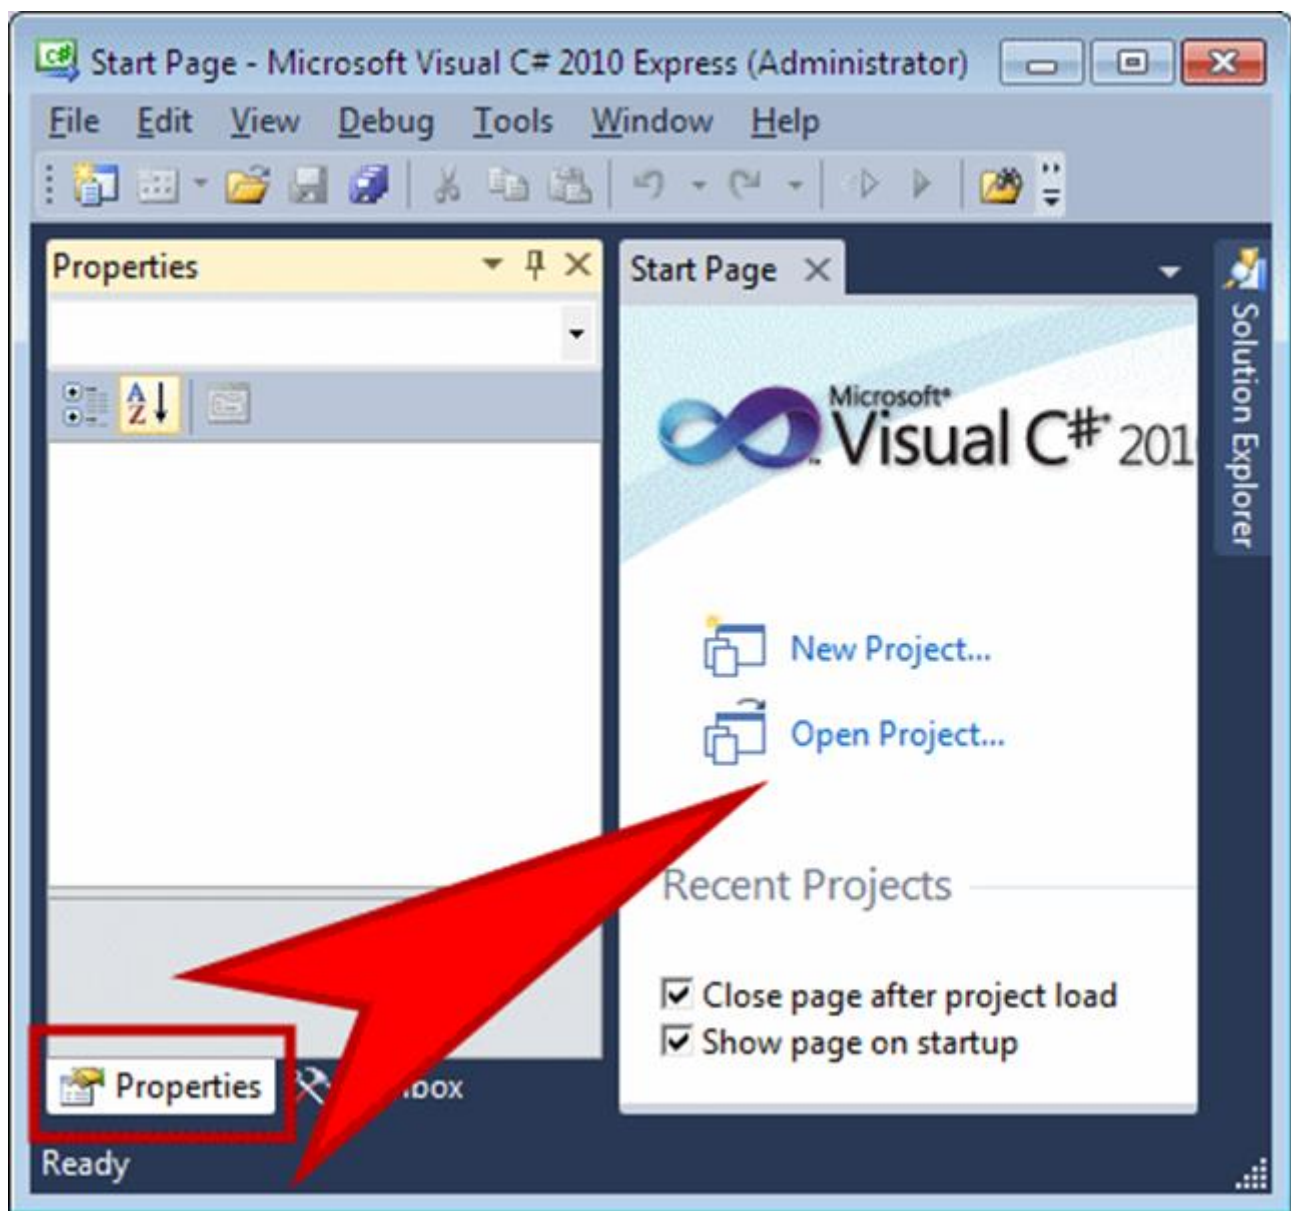 Start Page - Microsoft Visual C# 2010 Express (Administrator)
File Edit View Debug Tools Window Help
Properties
Start Page
Solution Explorer
A
Z
Microsoft®
Visual C# 201
New Project...
Open Project...
Recent Projects
Close page after project load
Show page on startup
Properties
Ready